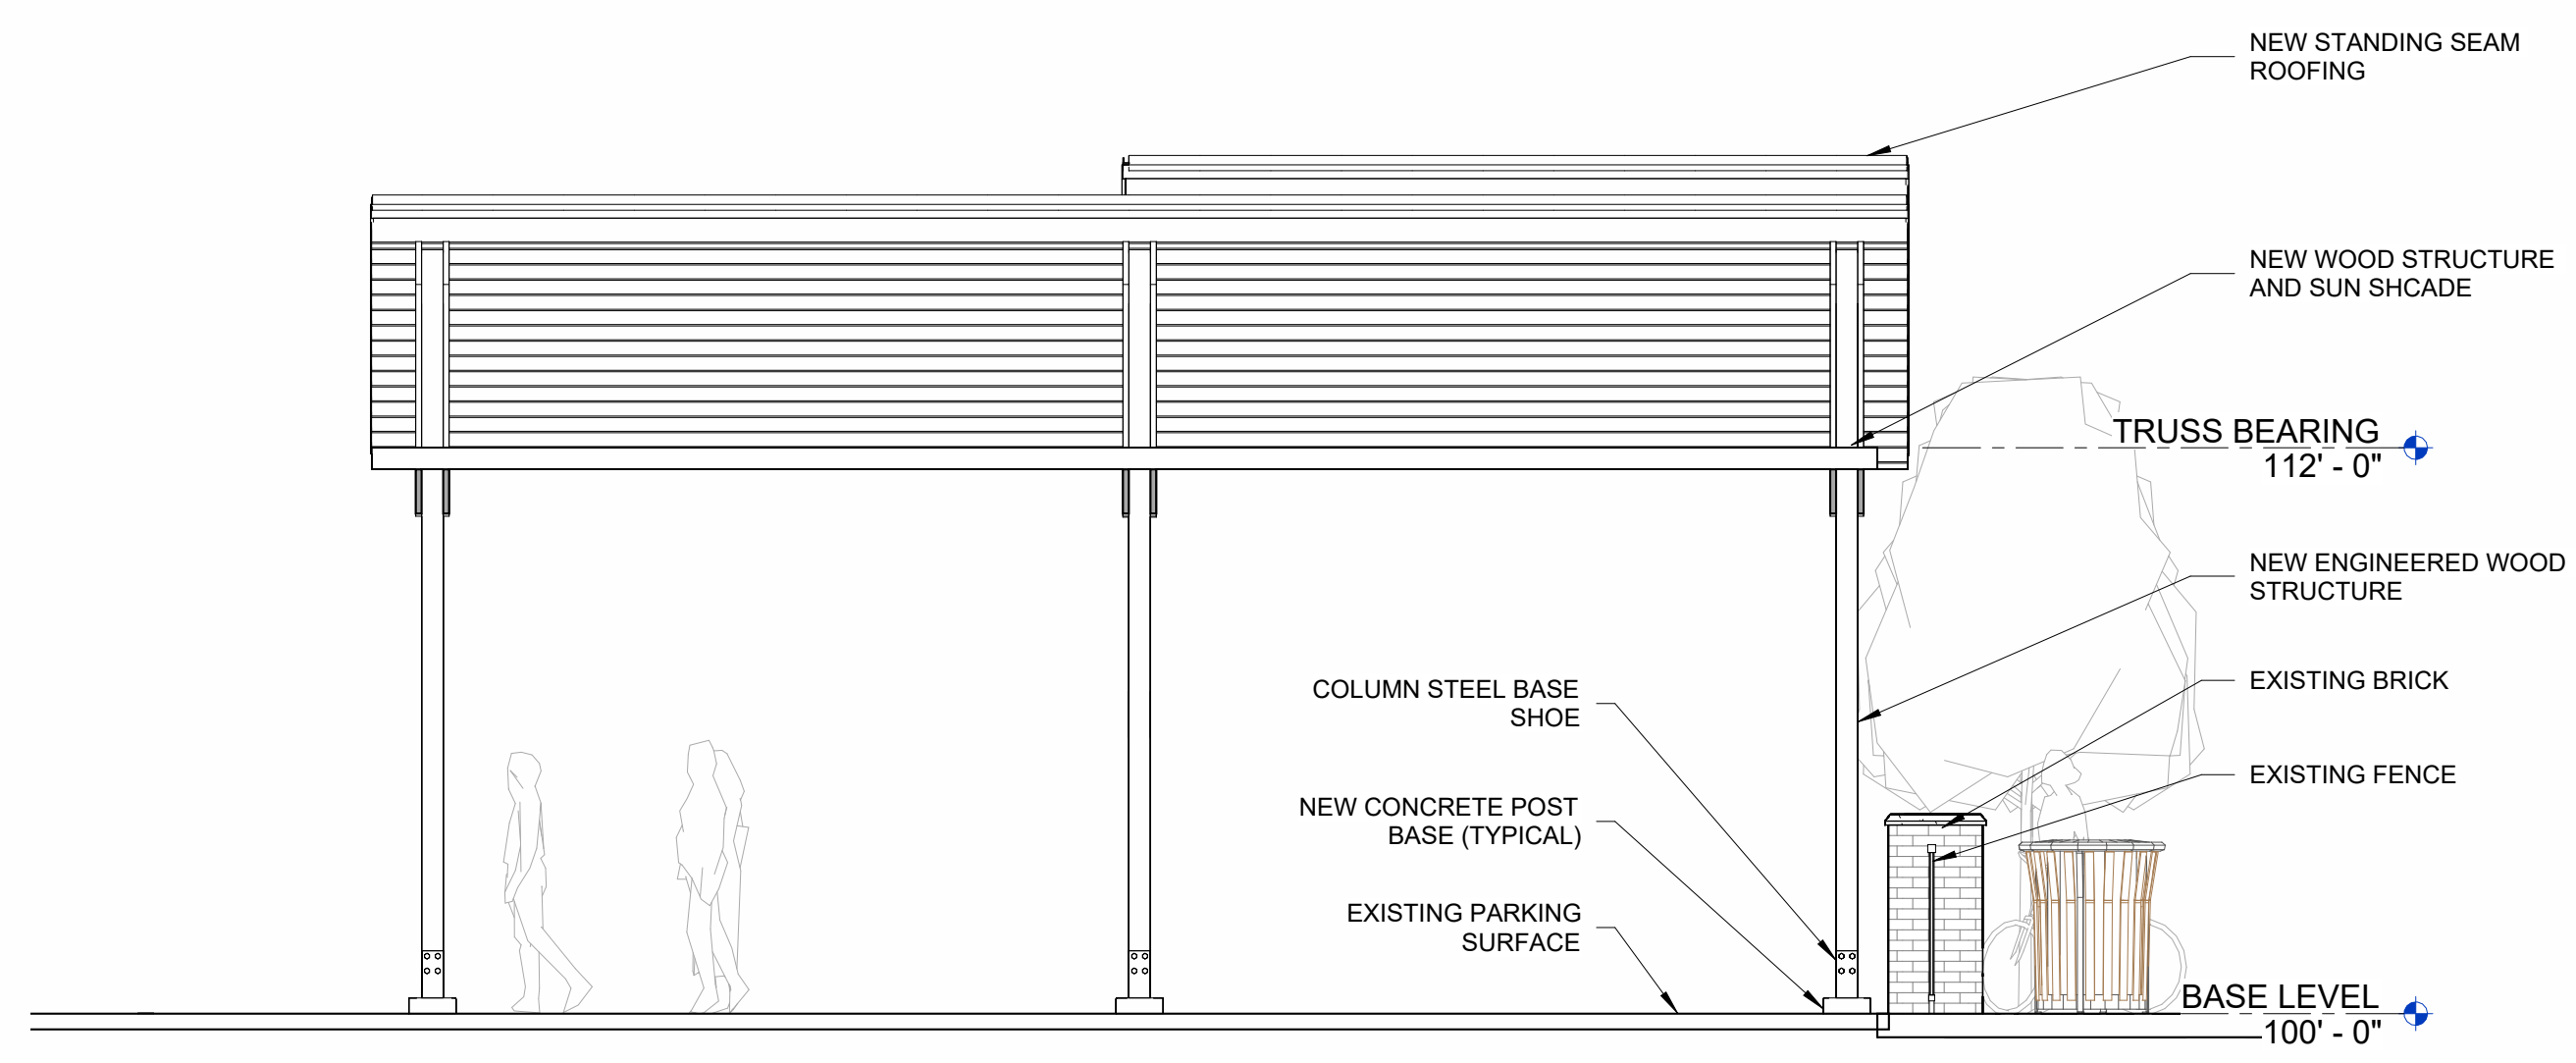 NEW STANDING SEAM
ROOFING
NEW WOOD STRUCTURE
AND SUN SHCADE
TRUSS BEARING
112' - 0"
NEW ENGINEERED WOOD
STRUCTURE
COLUMN STEEL BASE
SHOE
EXISTING BRICK
EXISTING FENCE
NEW CONCRETE POST
BASE (TYPICAL)
EXISTING PARKING
SURFACE
BASE LEVEL
100' - 0"